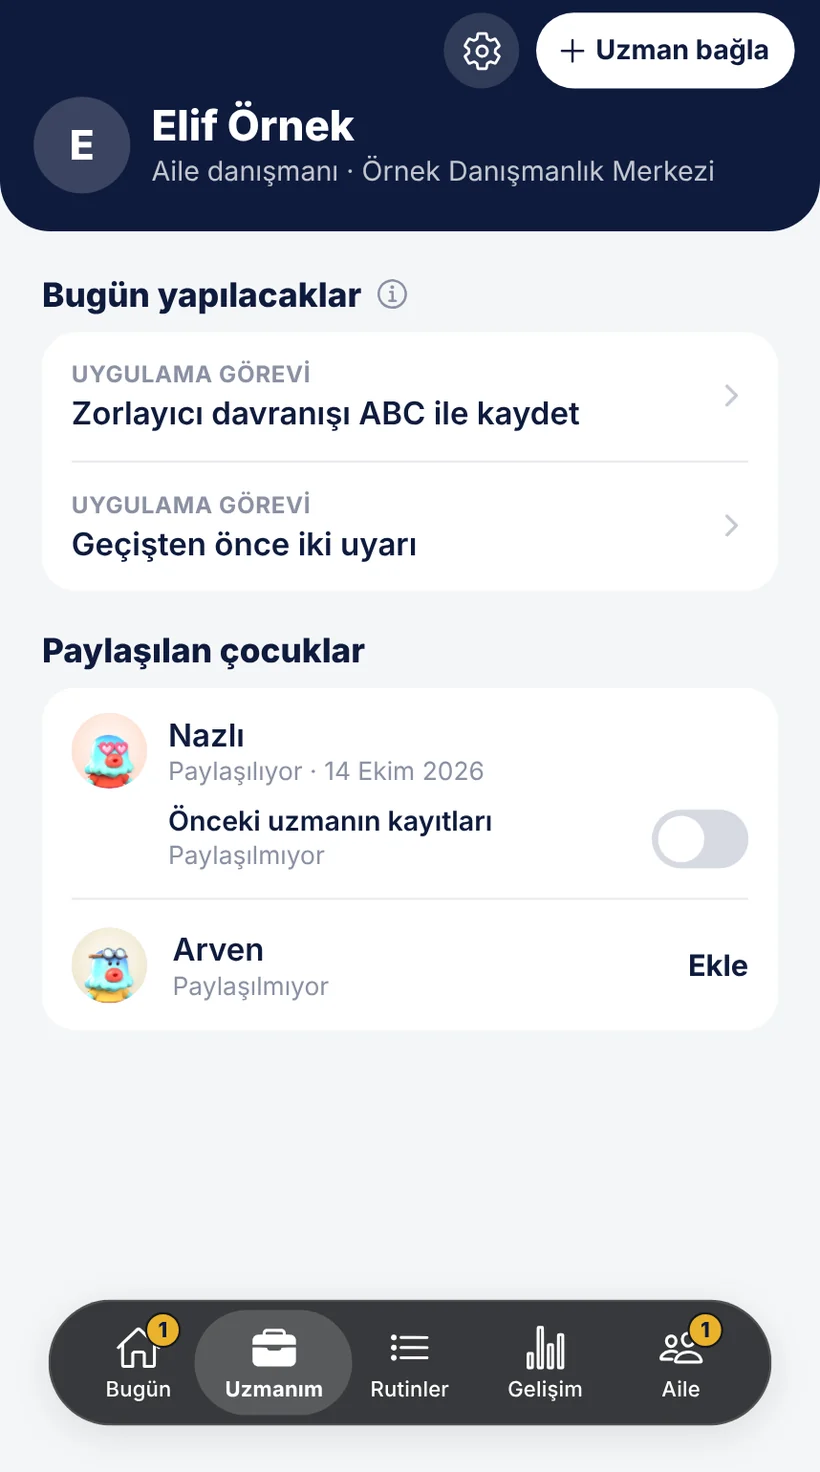 + Uzman bağla
E
Elif Örnek
Aile danışmanı · Örnek Danışmanlık Merkezi
Bugün yapılacaklar
UYGULAMA GÖREVİ
Zorlayıcı davranışı ABC ile kaydet
UYGULAMA GÖREVİ
Geçişten önce iki uyarı
Paylaşılan çocuklar
Nazlı
Paylaşılıyor · 14 Ekim 2026
Önceki uzmanın kayıtları
Paylaşılmıyor
Arven
Paylaşılmıyor
Ekle
1
Bugün
Uzmanım
Rutinler
Gelişim
1
Aile